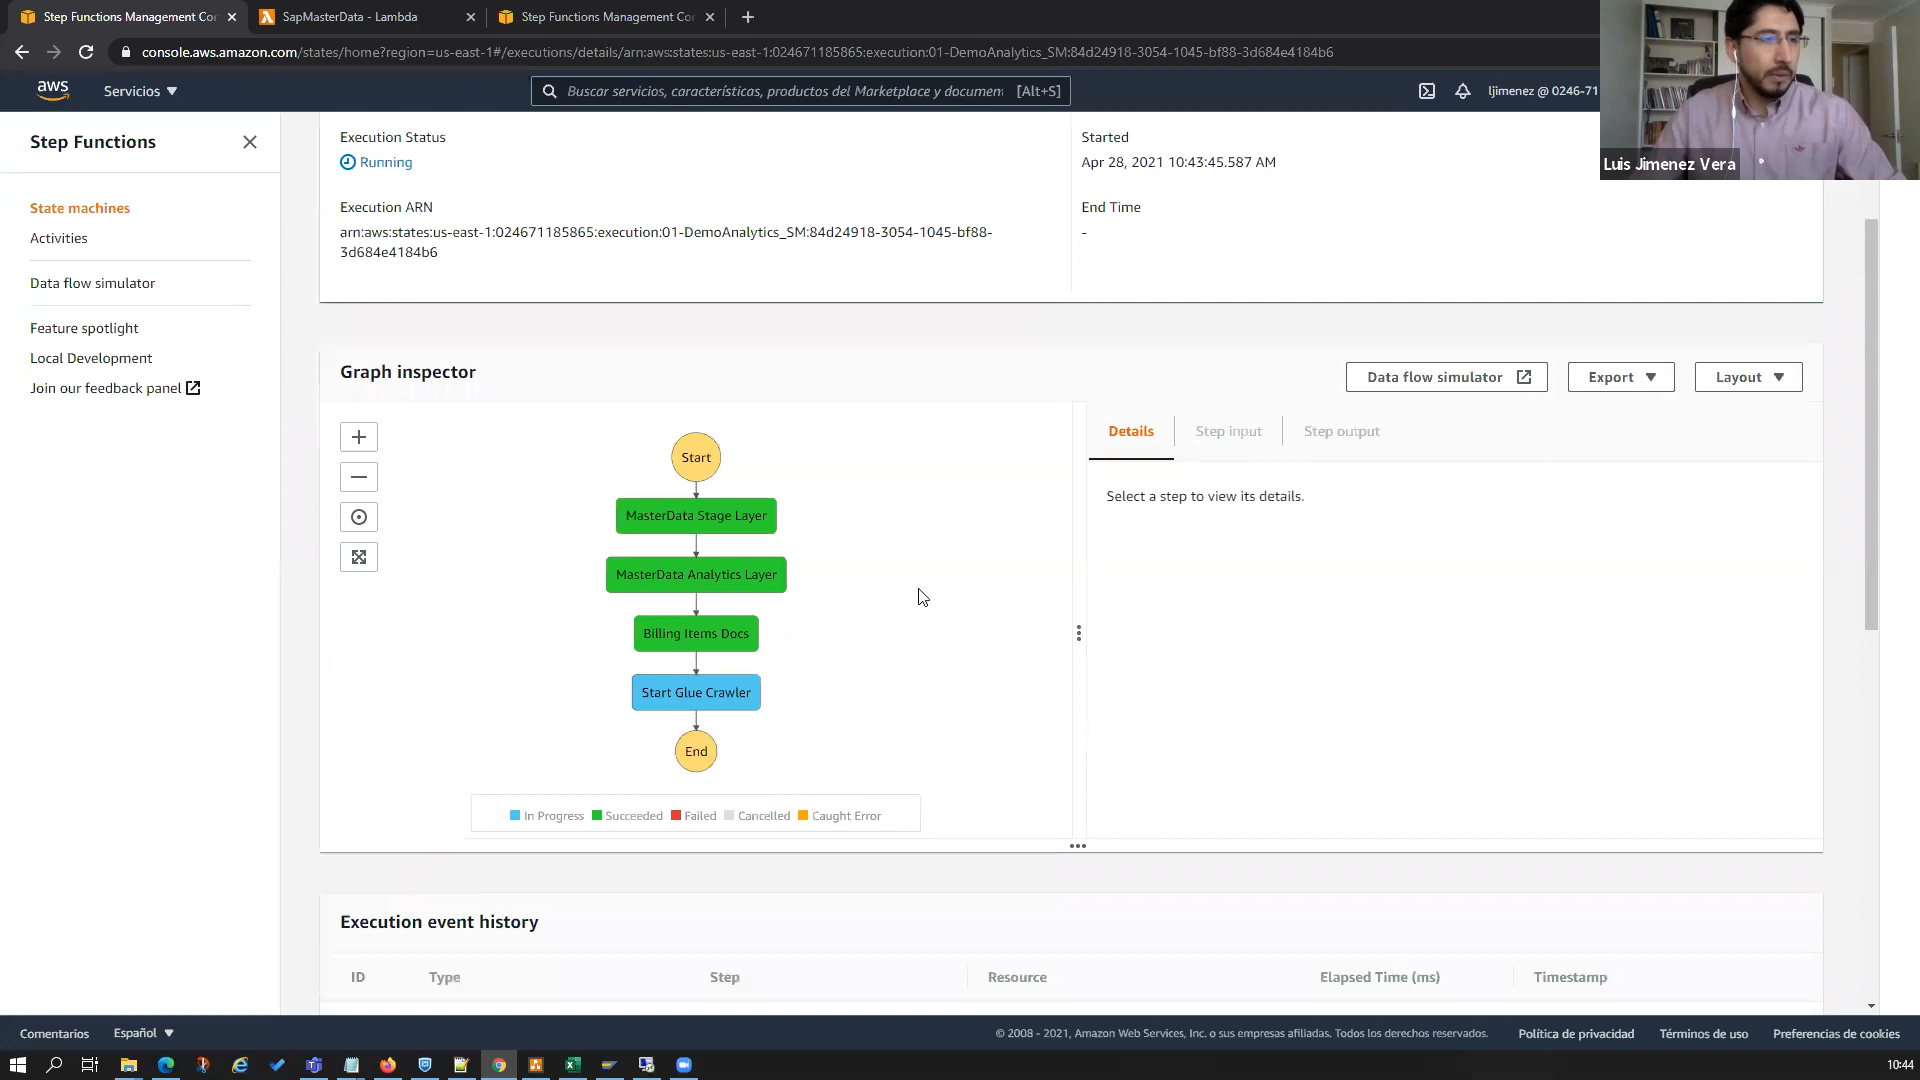 Step Functions Management Cor
SapMasterData - Lambda
Step Functions Management Cor
console.aws.amazon.com/states/home?region=us-east-1#/executions/details/arn:aws:states:us-east-1:024671185865:execution:01-DemoAnalytics_SM:84d24918-3054-1045-bf88-3d684e4184b6
aws
Servicios
Buscar servicios, características, productos del Marketplace y documen
[Alt+S]
ljimenez @ 0246-71
Luis Jimenez Vera
Step Functions
State machines
Activities
Data flow simulator
Feature spotlight
Local Development
Join our feedback panel
Execution Status
Running
Started
Apr 28, 2021 10:43:45.587 AM
Execution ARN
arn:aws:states:us-east-1:024671185865:execution:01-DemoAnalytics_SM:84d24918-3054-1045-bf88-
3d684e4184b6
End Time
-
Graph inspector
Data flow simulator
Export
Layout
Start
MasterData Stage Layer
MasterData Analytics Layer
Billing Items Docs
Start Glue Crawler
End
In Progress Succeeded Failed Cancelled Caught Error
Details
Step input
Step output
Select a step to view its details.
Execution event history
ID Type Step Resource Elapsed Time (ms) Timestamp
Comentarios
Español
© 2008 - 2021, Amazon Web Services, Inc. o sus empresas afiliadas. Todos los derechos reservados.
Política de privacidad
Términos de uso
Preferencias de cookies
10:44